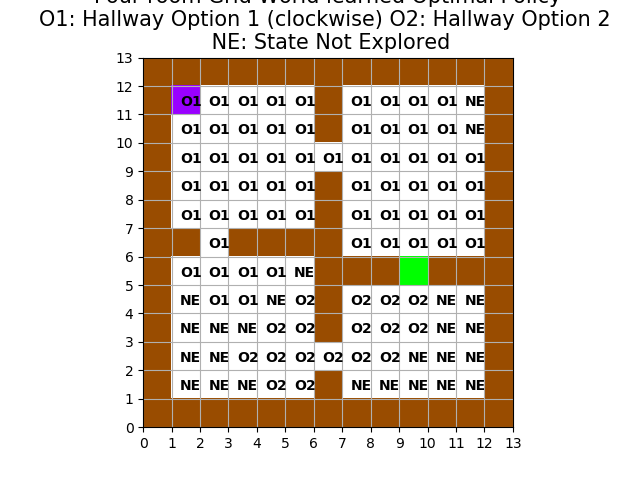 Four room Grid World learned Optimal Policy
O1: Hallway Option 1 (clockwise) O2: Hallway Option 2
NE: State Not Explored
13
12
O1 O1 O1 O1 O1 O1 O1 O1 O1 NE
11
O1 O1 O1 O1 O1 O1 O1 O1 O1 NE
10
O1 O1 O1 O1 O1 O1 O1 O1 O1 O1 O1
9
O1 O1 O1 O1 O1 O1 O1 O1 O1 O1
8
O1 O1 O1 O1 O1 O1 O1 O1 O1 O1
7
O1 O1 O1 O1 O1 O1
6
O1 O1 O1 O1 NE
5
NE O1 O1 NE O2 O2 O2 O2 NE NE
4
NE NE NE O2 O2 O2 O2 O2 NE NE
3
NE NE O2 O2 O2 O2 O2 O2 NE NE NE
2
NE NE NE O2 O2 NE NE NE NE NE
1
0
0 1 2 3 4 5 6 7 8 9 10 11 12 13